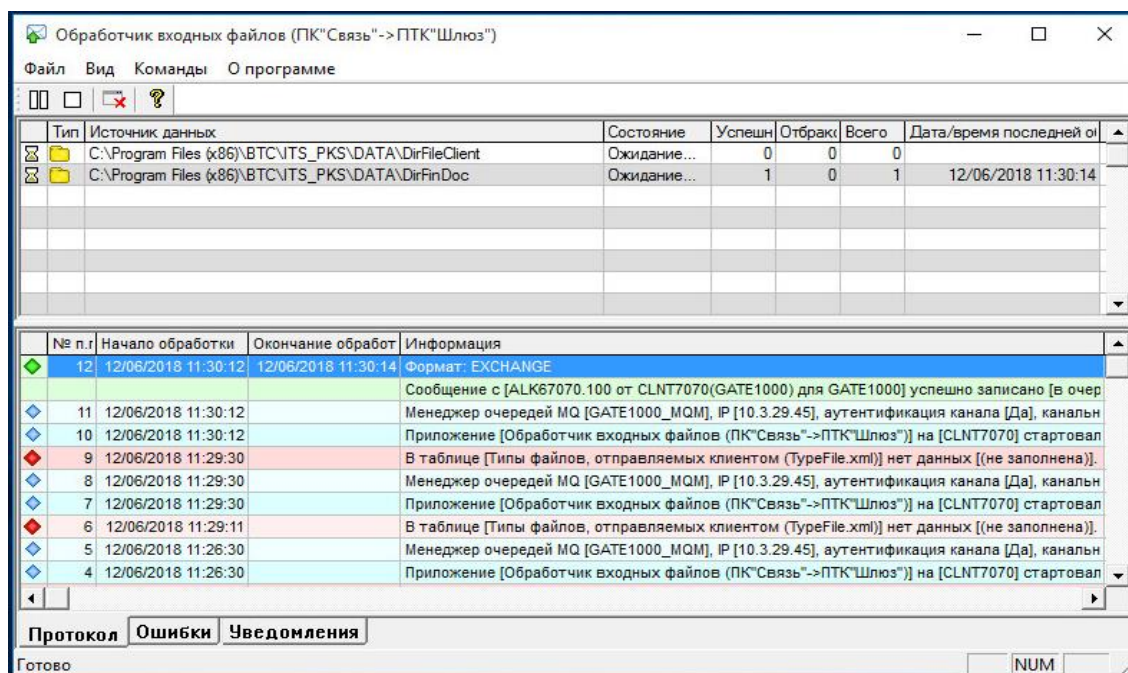 Обработчик входных файлов (ПК"Связь"->ПТК"Шлюз")
Файл Вид Команды О программе
Тип Источник данных Состояние Успешн Отбракс Всего Дата/время последней об
C:\Program Files (x86)\BTC\ITS_PKS\DATA\DirFileClient Ожидание... 0 0 0
C:\Program Files (x86)\BTC\ITS_PKS\DATA\DirFinDoc Ожидание... 1 0 1 12/06/2018 11:30:14
№ п.г Начало обработки Окончание обработ Информация
12 12/06/2018 11:30:12 12/06/2018 11:30:14 Формат: EXCHANGE
Сообщение с [ALK67070.100 от CLNT7070(GATE1000) для GATE1000] успешно записано [в очер
11 12/06/2018 11:30:12 Менеджер очередей MQ [GATE1000_MQM], IP [10.3.29.45], аутентификация канала [Да], канальн
10 12/06/2018 11:30:12 Приложение [Обработчик входных файлов (ПК"Связь"->ПТК"Шлюз")] на [CLNT7070] стартовал
9 12/06/2018 11:29:30 В таблице [Типы файлов, отправляемых клиентом (TypeFile.xml)] нет данных [(не заполнена)].
8 12/06/2018 11:29:30 Менеджер очередей MQ [GATE1000_MQM], IP [10.3.29.45], аутентификация канала [Да], канальн
7 12/06/2018 11:29:30 Приложение [Обработчик входных файлов (ПК"Связь"->ПТК"Шлюз")] на [CLNT7070] стартовал
6 12/06/2018 11:29:11 В таблице [Типы файлов, отправляемых клиентом (TypeFile.xml)] нет данных [(не заполнена)].
5 12/06/2018 11:26:30 Менеджер очередей MQ [GATE1000_MQM], IP [10.3.29.45], аутентификация канала [Да], канальн
4 12/06/2018 11:26:30 Приложение [Обработчик входных файлов (ПК"Связь"->ПТК"Шлюз")] на [CLNT7070] стартовал
Протокол Ошибки Уведомления
Готово NUM